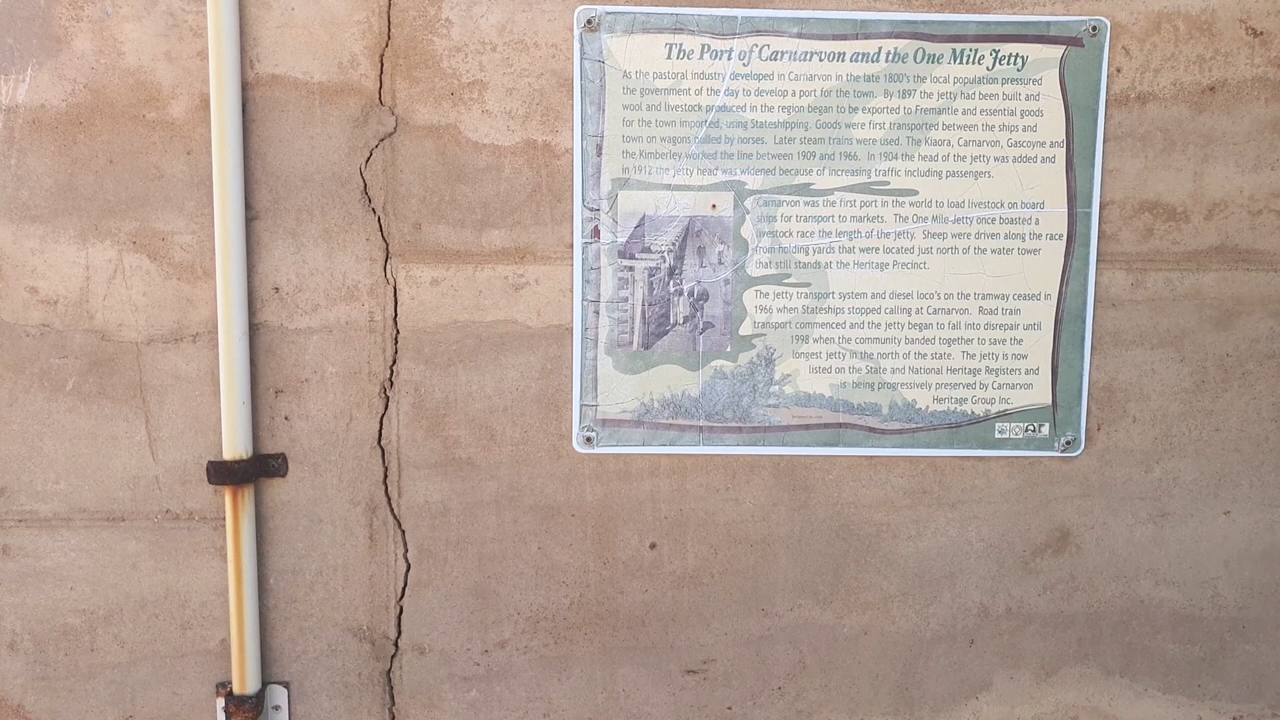 The Port of Carnarvon and the One Mile Jetty
As the pastoral industry developed in Carnarvon in the late 1800's the local population pressured
the government of the day to develop a port for the town. By 1897 the jetty had been built and
wool and livestock produced in the region began to be exported to Fremantle and essential goods
for the town imported, using Stateshipping. Goods were first transported between the ships and
town on wagons pulled by horses. Later steam trains were used. The Kiaora, Carnarvon, Gascoyne and
the Kimberley worked the line between 1909 and 1966. In 1904 the head of the jetty was added and
in 1912 the jetty head was widened because of increasing traffic including passengers.
Carnarvon was the first port in the world to load livestock on board
ships for transport to markets. The One Mile Jetty once boasted a
livestock race the length of the jetty. Sheep were driven along the race
from holding yards that were located just north of the water tower
that still stands at the Heritage Precinct.
The jetty transport system and diesel loco's on the tramway ceased in
1966 when Stateships stopped calling at Carnarvon. Road train
transport commenced and the jetty began to fall into disrepair until
1998 when the community banded together to save the
longest jetty in the north of the state. The jetty is now
listed on the State and National Heritage Registers and
is being progressively preserved by Carnarvon
Heritage Group Inc.